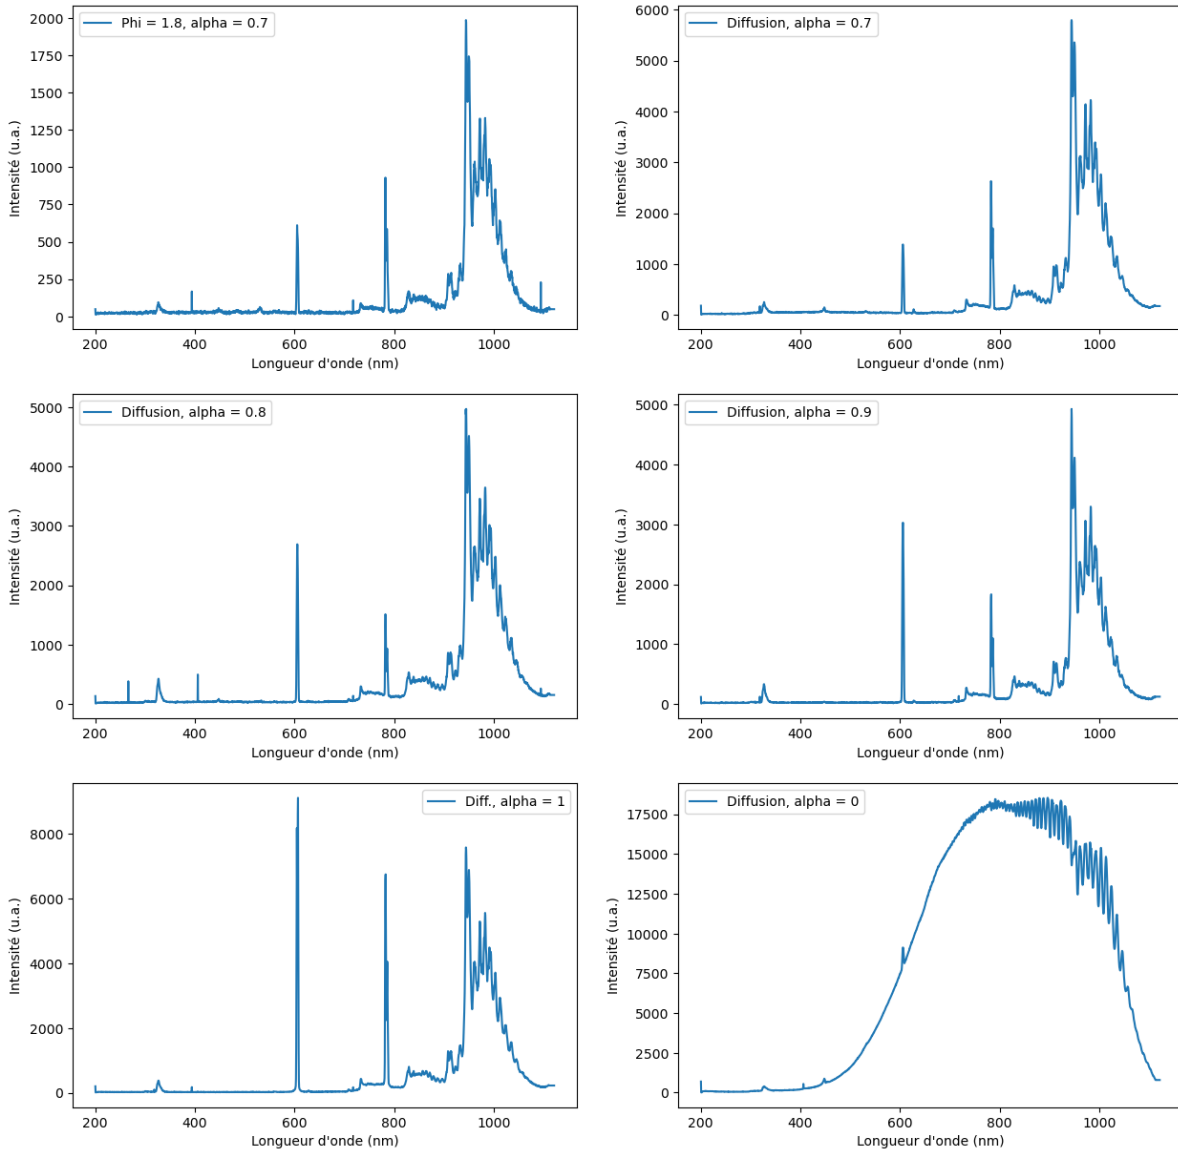 Phi = 1.8, alpha = 0.7
Intensité (u.a.)
2000
1750
1500
1250
1000
750
500
250
0
200 400 600 800 1000
Longueur d'onde (nm)
Diffusion, alpha = 0.7
Intensité (u.a.)
6000
5000
4000
3000
2000
1000
0
200 400 600 800 1000
Longueur d'onde (nm)
Diffusion, alpha = 0.8
Intensité (u.a.)
5000
4000
3000
2000
1000
0
200 400 600 800 1000
Longueur d'onde (nm)
Diffusion, alpha = 0.9
Intensité (u.a.)
5000
4000
3000
2000
1000
0
200 400 600 800 1000
Longueur d'onde (nm)
Diff., alpha = 1
Intensité (u.a.)
8000
6000
4000
2000
0
200 400 600 800 1000
Longueur d'onde (nm)
Diffusion, alpha = 0
Intensité (u.a.)
17500
15000
12500
10000
7500
5000
2500
0
200 400 600 800 1000
Longueur d'onde (nm)